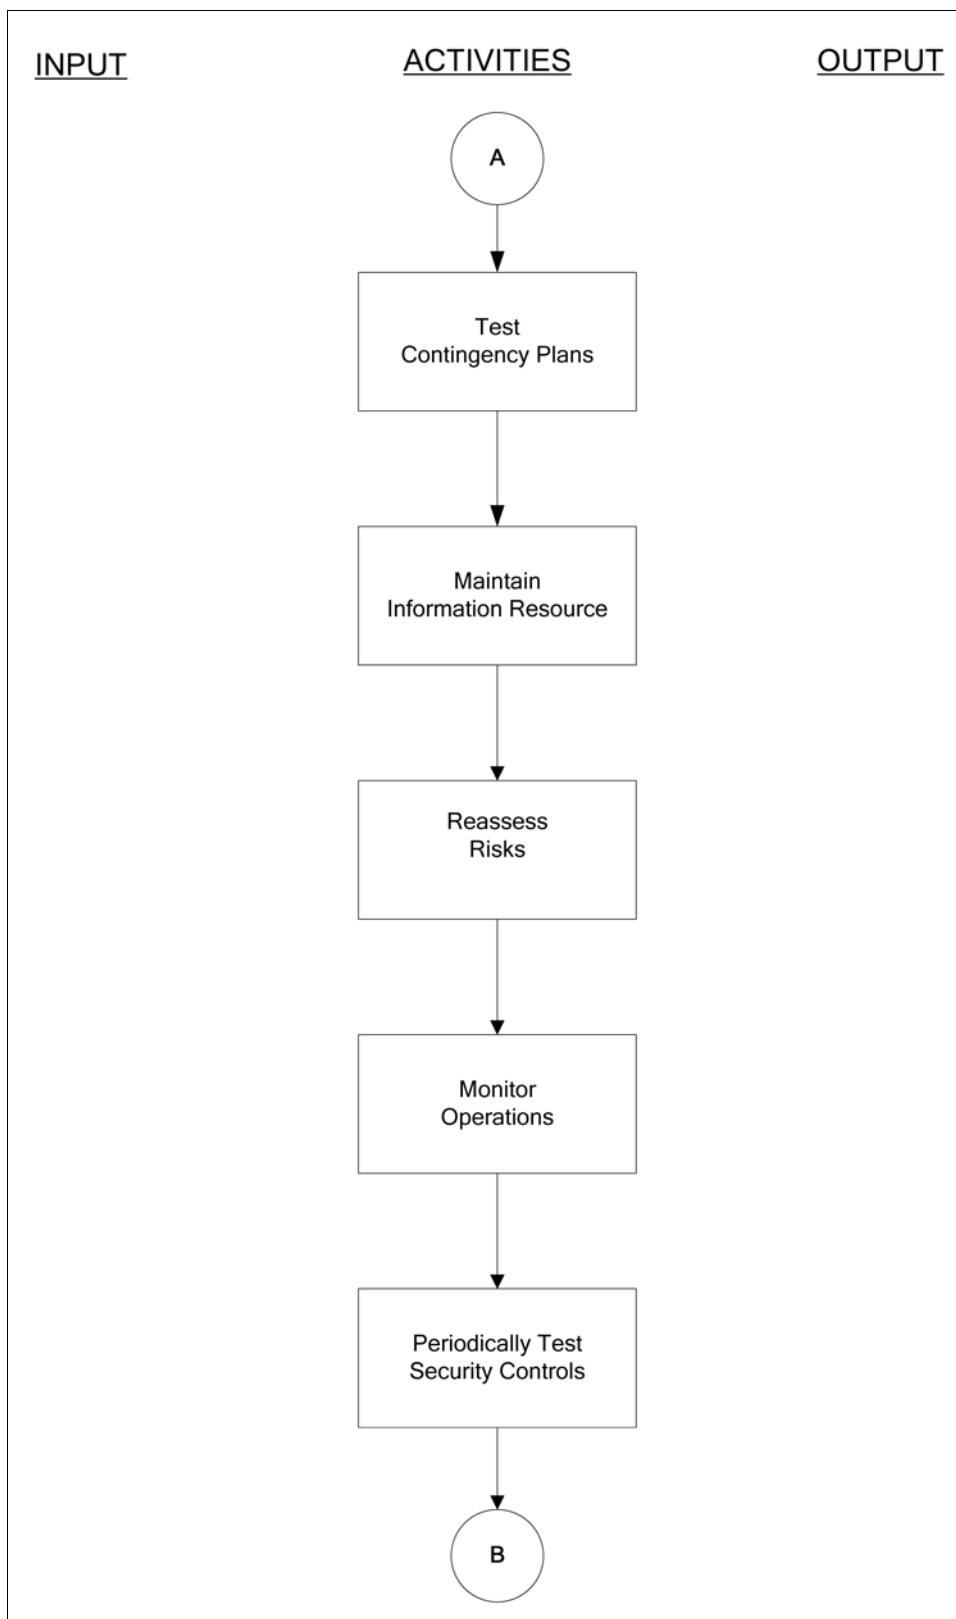 INPUT
ACTIVITIES
OUTPUT
A
Test
Contingency Plans
Maintain
Information Resource
Reassess
Risks
Monitor
Operations
Periodically Test
Security Controls
B